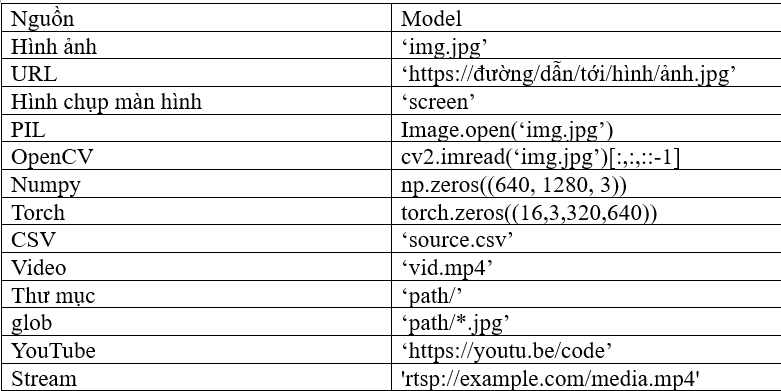 Nguồn Model
Hình ảnh ‘img.jpg’
URL ‘https://đường/dẫn/tới/hình/ảnh.jpg’
Hình chụp màn hình ‘screen’
PIL Image.open(‘img.jpg’)
OpenCV cv2.imread(‘img.jpg’)[:,:,::-1]
Numpy np.zeros((640, 1280, 3))
Torch torch.zeros((16,3,320,640))
CSV ‘source.csv’
Video ‘vid.mp4’
Thư mục ‘path/’
glob ‘path/*.jpg’
YouTube ‘https://youtu.be/code’
Stream 'rtsp://example.com/media.mp4'